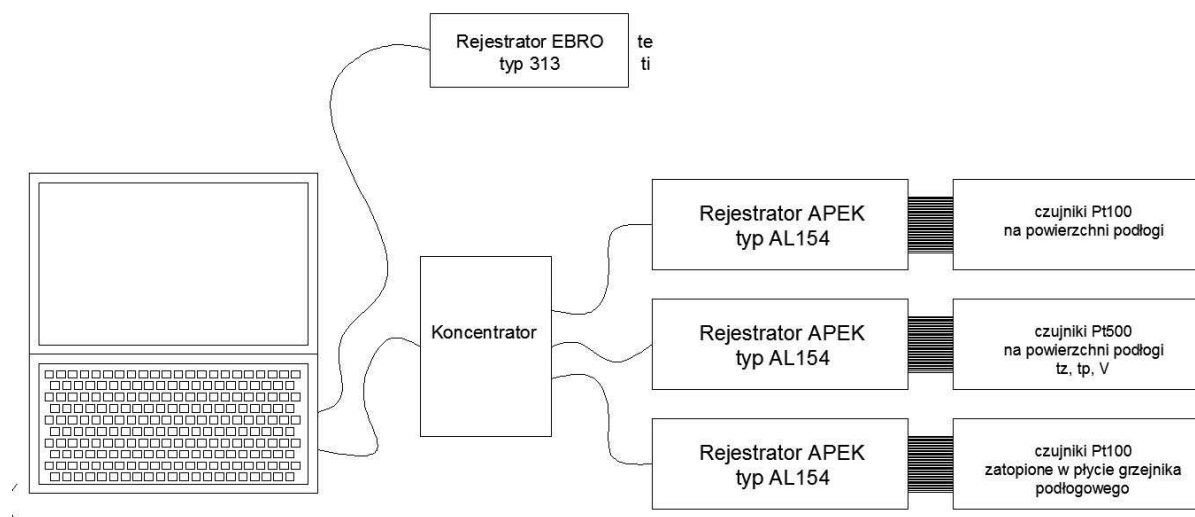 Rejestrator EBRO
typ 313
te
ti
Rejestrator APEK
typ AL154
czujniki Pt100
na powierzchni podłogi
Koncentrator
Rejestrator APEK
typ AL154
czujniki Pt500
na powierzchni podłogi
tz, tp, V
Rejestrator APEK
typ AL154
czujniki Pt100
zatopione w płycie grzejnika
podłogowego